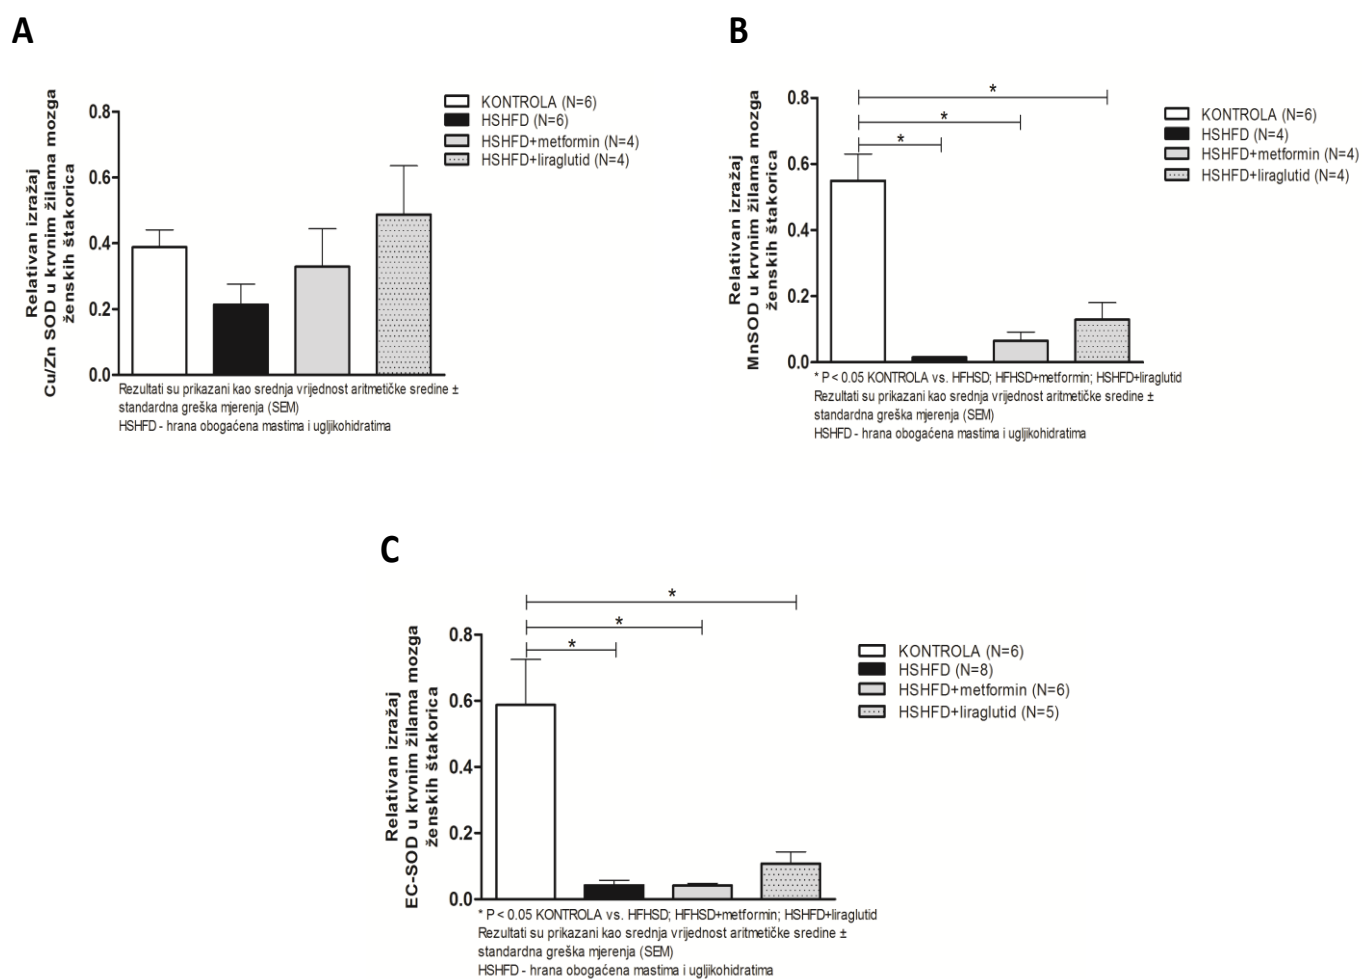 A
Relativan izražaj
Cu/Zn SOD u krvnim žilama mozga
ženskih štakorica
0.8
0.6
0.4
0.2
0.0
KONTROLA (N=6)
HSHFD (N=6)
HSHFD+metformin (N=4)
HSHFD+liraglutid (N=4)
Rezultati su prikazani kao srednja vrijednost aritmetičke sredine ±
standardna greška mjerenja (SEM)
HSHFD - hrana obogaćena mastima i ugljikohidratima
B
Relativan izražaj
MnSOD u krvnim žilama mozga
ženskih štakorica
0.8
0.6
0.4
0.2
0.0
*
*
*
KONTROLA (N=6)
HSHFD (N=4)
HSHFD+metformin (N=4)
HSHFD+liraglutid (N=4)
* P < 0.05 KONTROLA vs. HFHSD; HFHSD+metformin; HSHFD+liraglutid
Rezultati su prikazani kao srednja vrijednost aritmetičke sredine ±
standardna greška mjerenja (SEM)
HSHFD - hrana obogaćena mastima i ugljikohidratima
C
Relativan izražaj
EC-SOD u krvnim žilama mozga
ženskih štakorica
0.8
0.6
0.4
0.2
0.0
*
*
*
KONTROLA (N=6)
HSHFD (N=8)
HSHFD+metformin (N=6)
HSHFD+liraglutid (N=5)
* P < 0.05 KONTROLA vs. HFHSD; HFHSD+metformin; HSHFD+liraglutid
Rezultati su prikazani kao srednja vrijednost aritmetičke sredine ±
standardna greška mjerenja (SEM)
HSHFD - hrana obogaćena mastima i ugljikohidratima